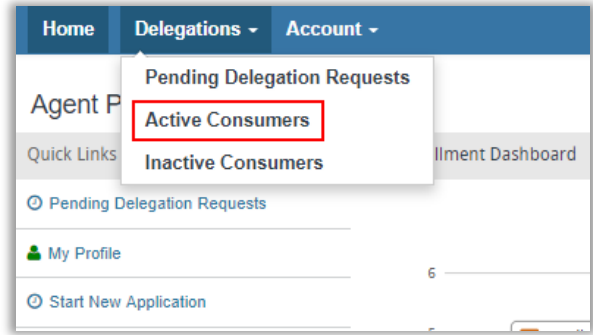 Home Delegations Account
Pending Delegation Requests
Agent P
Active Consumers
Quick Links
llment Dashboard
Inactive Consumers
Pending Delegation Requests
My Profile
6
Start New Application